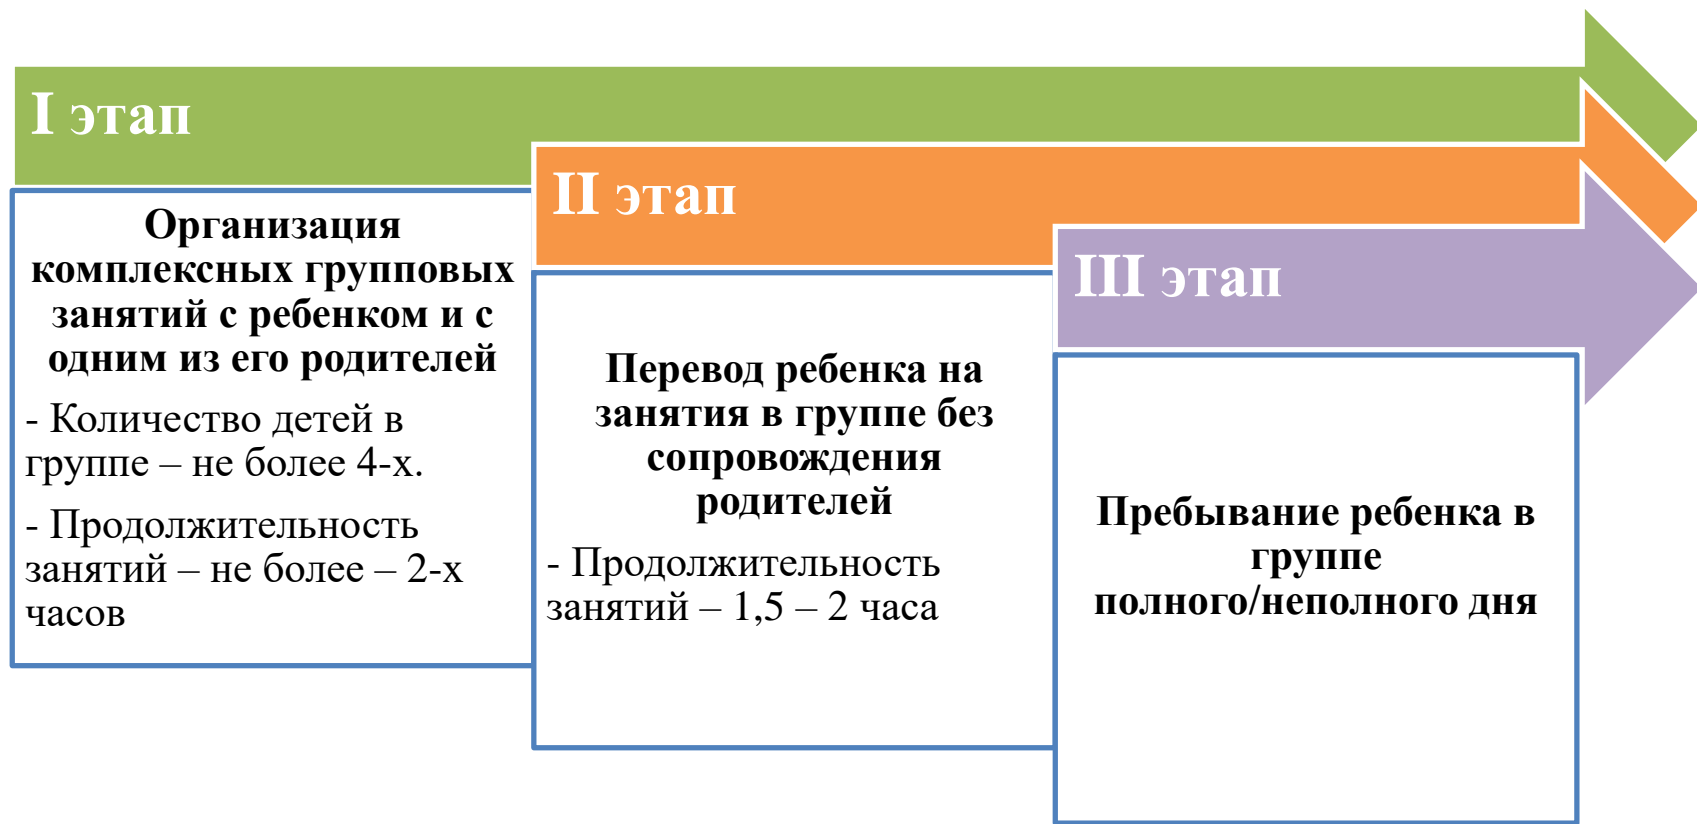 I этап
Организация
комплексных групповых
занятий с ребенком и с
одним из его родителей
- Количество детей в
группе – не более 4-х.
- Продолжительность
занятий – не более – 2-х
часов
II этап
Перевод ребенка на
занятия в группе без
сопровождения
родителей
- Продолжительность
занятий – 1,5 – 2 часа
III этап
Пребывание ребенка в
группе
полного/неполного дня